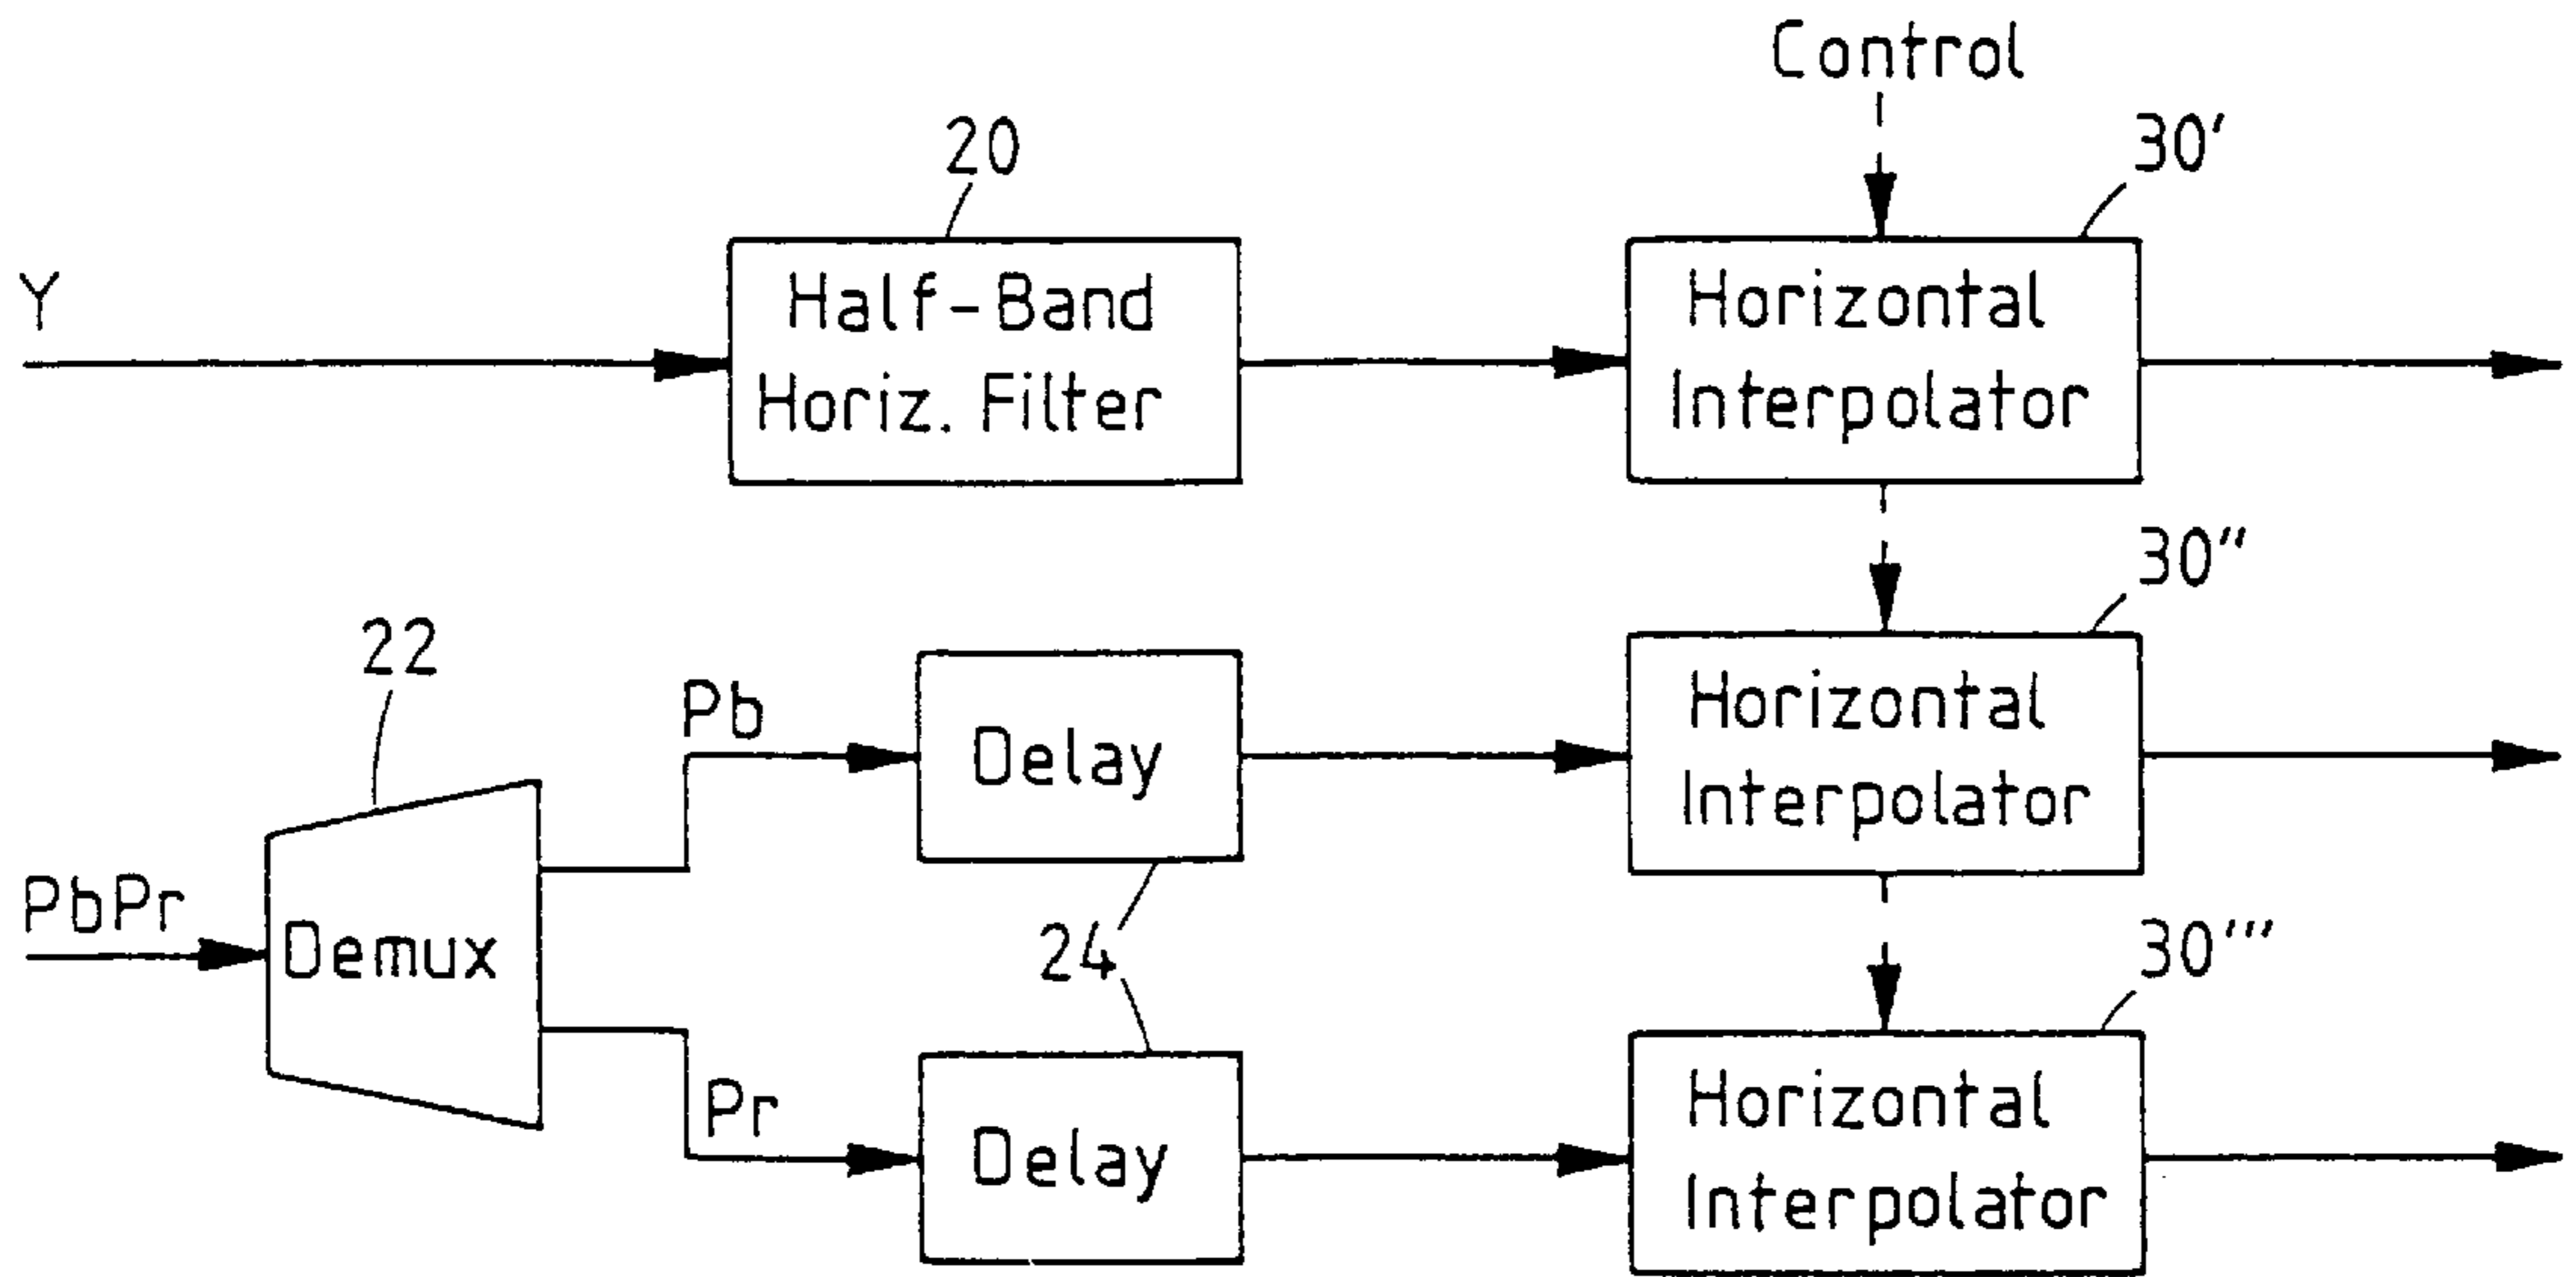 Control
20
30'
Y
Half-Band
Horiz. Filter
Horizontal
Interpolator
30''
22
Pb
Delay
Horizontal
Interpolator
PbPr
Demux
24
30'''
Pr
Delay
Horizontal
Interpolator